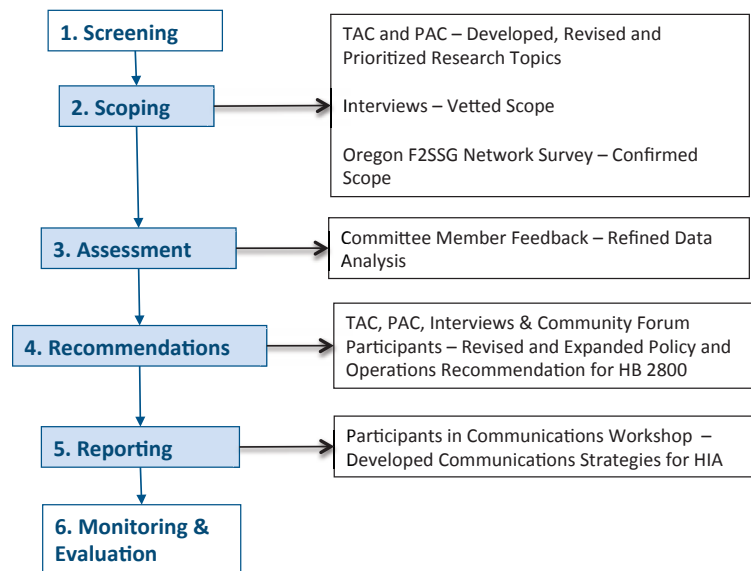 1. Screening
TAC and PAC – Developed, Revised and
Prioritized Research Topics
2. Scoping
Interviews – Vetted Scope
Oregon F2SSG Network Survey – Confirmed
Scope
3. Assessment
Committee Member Feedback – Refined Data
Analysis
4. Recommendations
TAC, PAC, Interviews & Community Forum
Participants – Revised and Expanded Policy and
Operations Recommendation for HB 2800
5. Reporting
Participants in Communications Workshop –
Developed Communications Strategies for HIA
6. Monitoring &
Evaluation